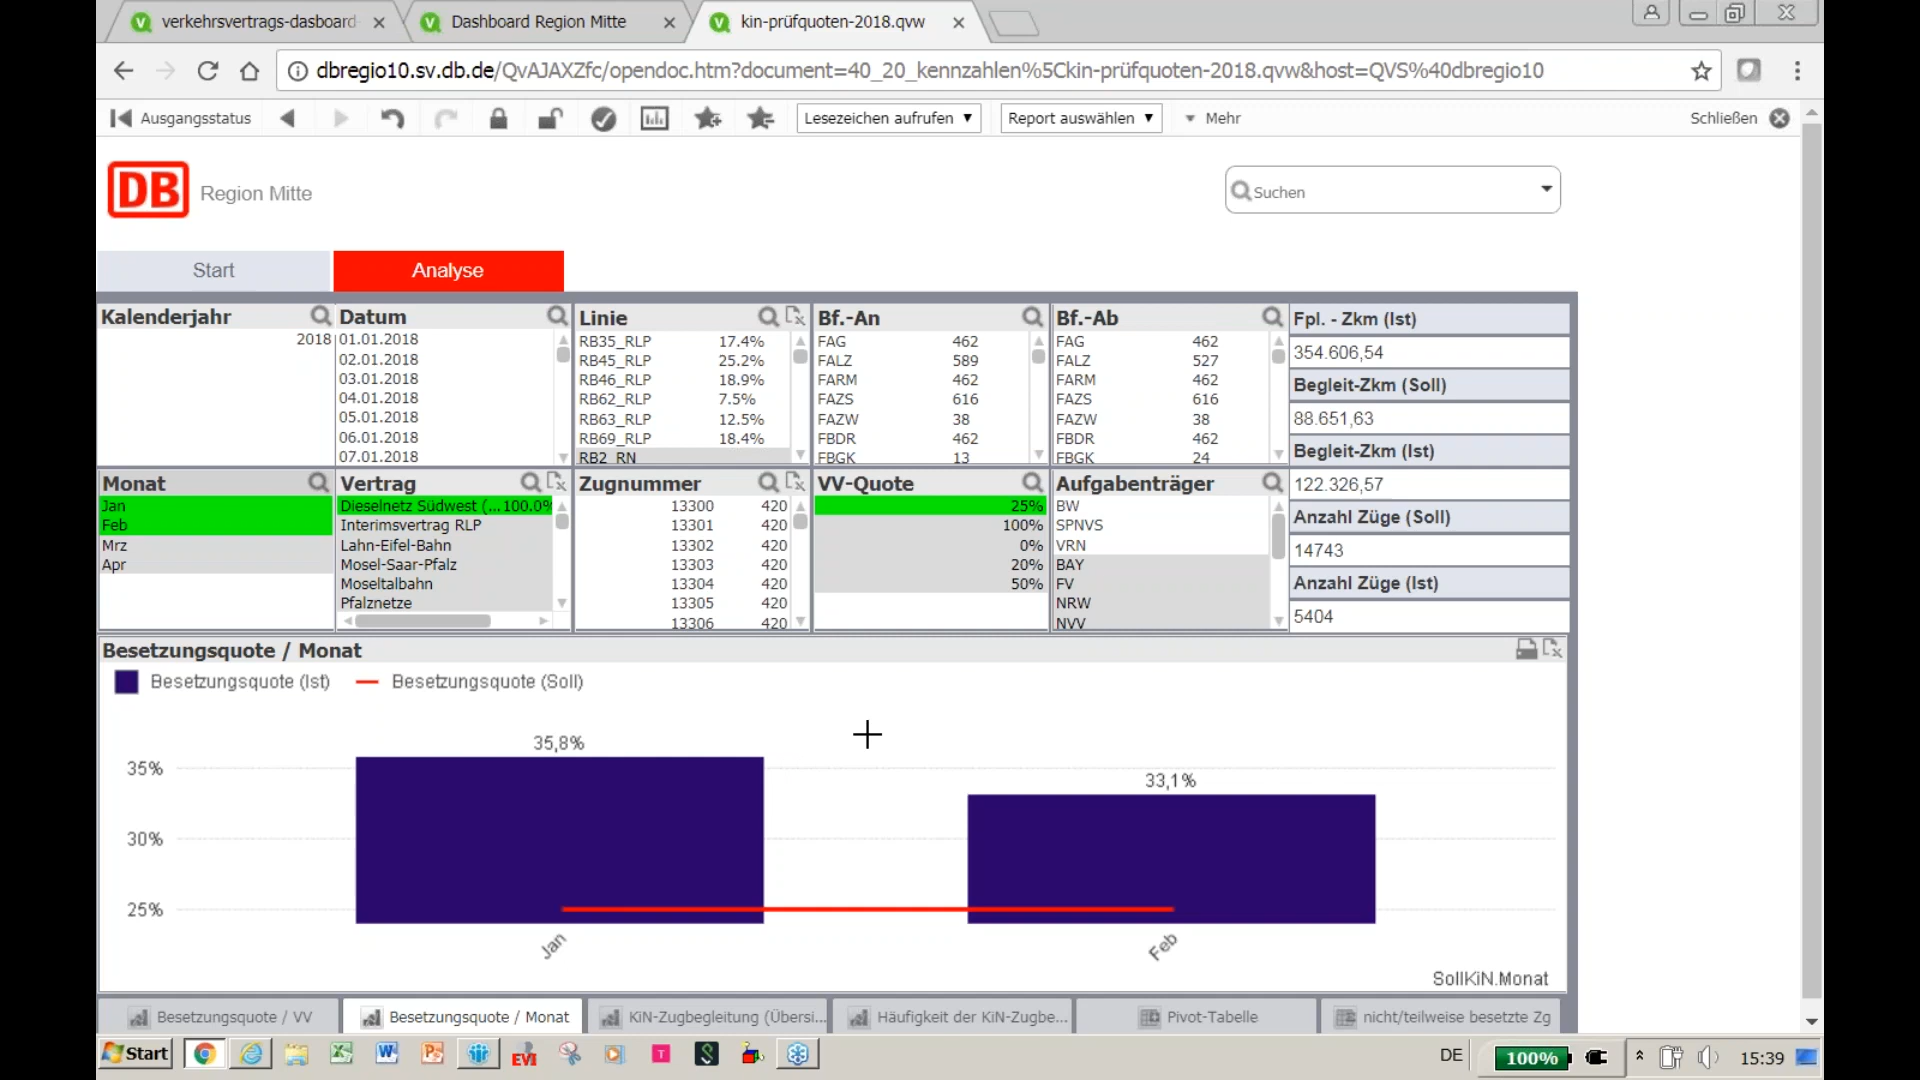 verkehrsvertrags-dasboard
Dashboard Region Mitte
kin-prüfquoten-2018.qvw
dbregio10.sv.db.de/QvAJAXZfc/opendoc.htm?document=40_20_kennzahlen%5Ckin-prüfquoten-2018.qvw&host=QVS%40dbregio10
Ausgangsstatus
Lesezeichen aufrufen
Report auswählen
Mehr
Schließen
DB
Region Mitte
Suchen
Start
Analyse
Kalenderjahr
2018
Datum
01.01.2018
02.01.2018
03.01.2018
04.01.2018
05.01.2018
06.01.2018
07.01.2018
Linie
RB35_RLP 17.4%
RB45_RLP 25.2%
RB46_RLP 18.9%
RB62_RLP 7.5%
RB63_RLP 12.5%
RB69_RLP 18.4%
RB2_RN
Bf.-An
FAG 462
FALZ 589
FARM 462
FAZS 616
FAZW 38
FBDR 462
FBGK 13
Bf.-Ab
FAG 462
FALZ 527
FARM 462
FAZS 616
FAZW 38
FBDR 462
FBGK 24
Fpl. - Zkm (Ist)
354.606,54
Begleit-Zkm (Soll)
88.651,63
Begleit-Zkm (Ist)
122.326,57
Anzahl Züge (Soll)
14743
Anzahl Züge (Ist)
5404
Monat
Jan
Feb
Mrz
Apr
Vertrag
Dieselnetz Südwest (... 100.0%
Interimsvertrag RLP
Lahn-Eifel-Bahn
Mosel-Saar-Pfalz
Moseltalbahn
Pfalznetze
Zugnummer
13300 420
13301 420
13302 420
13303 420
13304 420
13305 420
13306 420
VV-Quote
25%
100%
0%
20%
50%
Aufgabenträger
BW
SPNVS
VRN
BAY
FV
NRW
NVV
Besetzungsquote / Monat
Besetzungsquote (Ist)
Besetzungsquote (Soll)
35,8%
33,1%
35%
30%
25%
Jan
Feb
SollKiN.Monat
Besetzungsquote / VV
Besetzungsquote / Monat
KiN-Zugbegleitung (Übersi...
Häufigkeit der KiN-Zugbe...
Pivot-Tabelle
nicht/teilweise besetzte Zg
Start
EVI
T
DE
100%
15:39